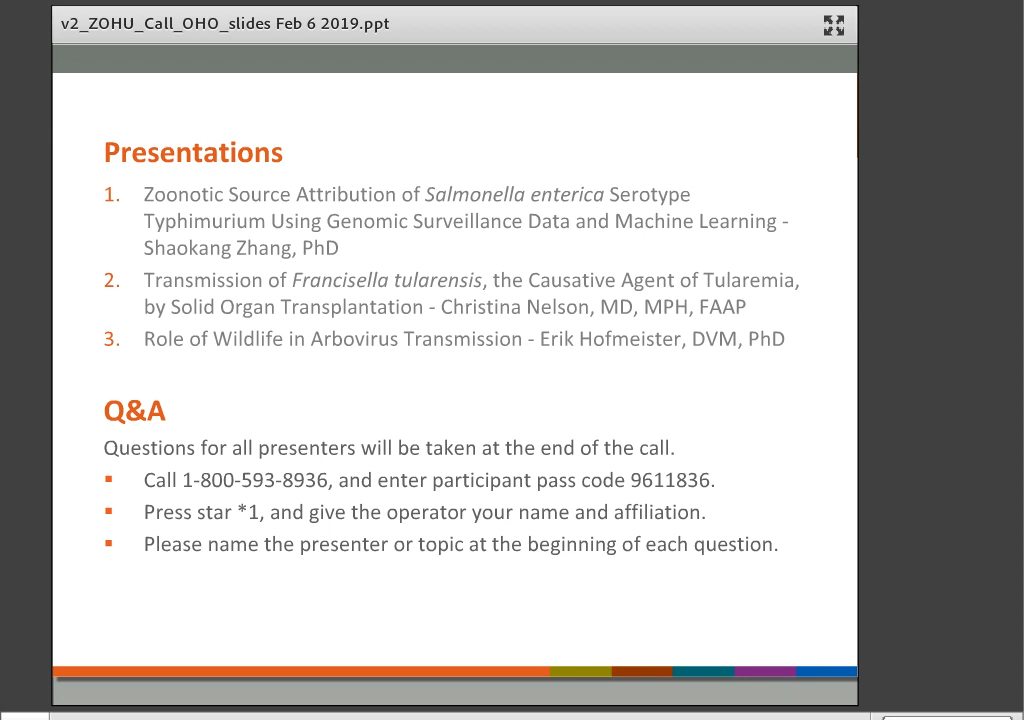 v2_ZOHU_Call_OHO_slides Feb 6 2019.ppt
Presentations
1. Zoonotic Source Attribution of Salmonella enterica Serotype
Typhimurium Using Genomic Surveillance Data and Machine Learning -
Shaokang Zhang, PhD
2. Transmission of Francisella tularensis, the Causative Agent of Tularemia,
by Solid Organ Transplantation - Christina Nelson, MD, MPH, FAAP
3. Role of Wildlife in Arbovirus Transmission - Erik Hofmeister, DVM, PhD
Q&A
Questions for all presenters will be taken at the end of the call.
▪ Call 1-800-593-8936, and enter participant pass code 9611836.
▪ Press star *1, and give the operator your name and affiliation.
▪ Please name the presenter or topic at the beginning of each question.